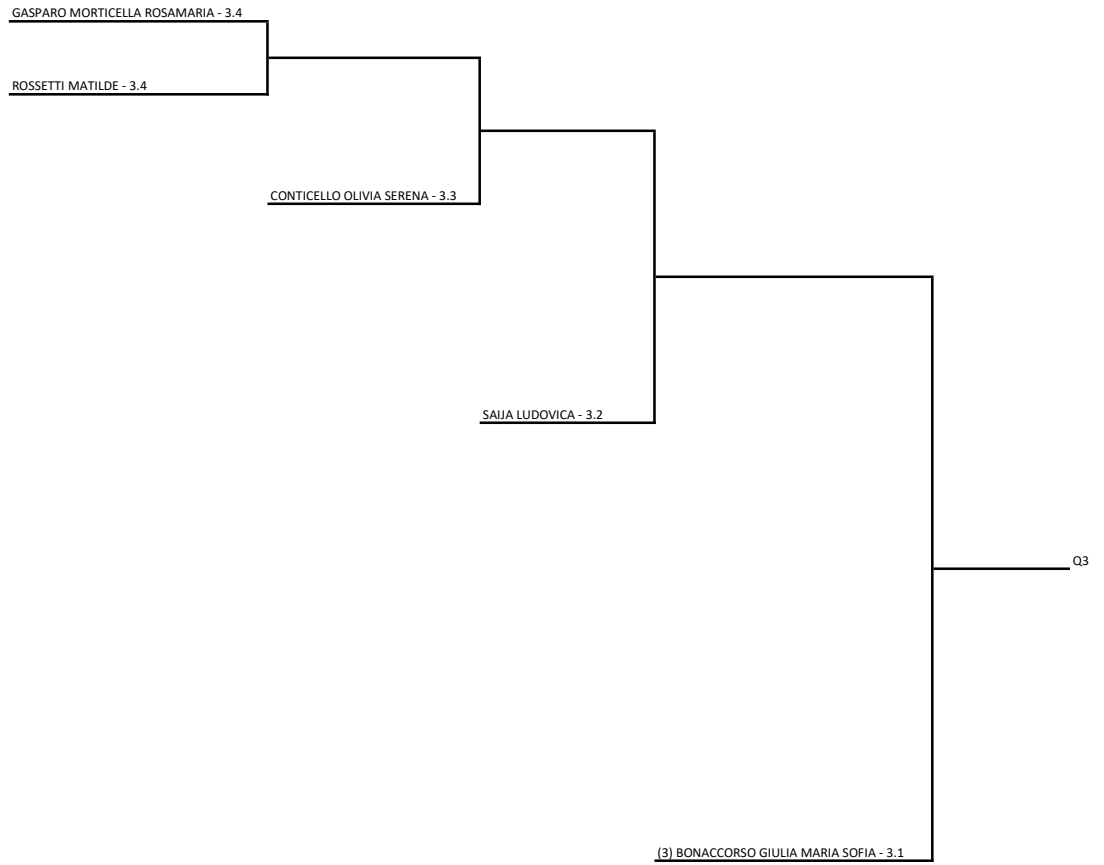 GASPARO MORTICELLA ROSAMARIA - 3.4
ROSSETTI MATILDE - 3.4
CONTICELLO OLIVIA SERENA - 3.3
SAIJA LUDOVICA - 3.2
Q3
(3) BONACCORSO GIULIA MARIA SOFIA - 3.1